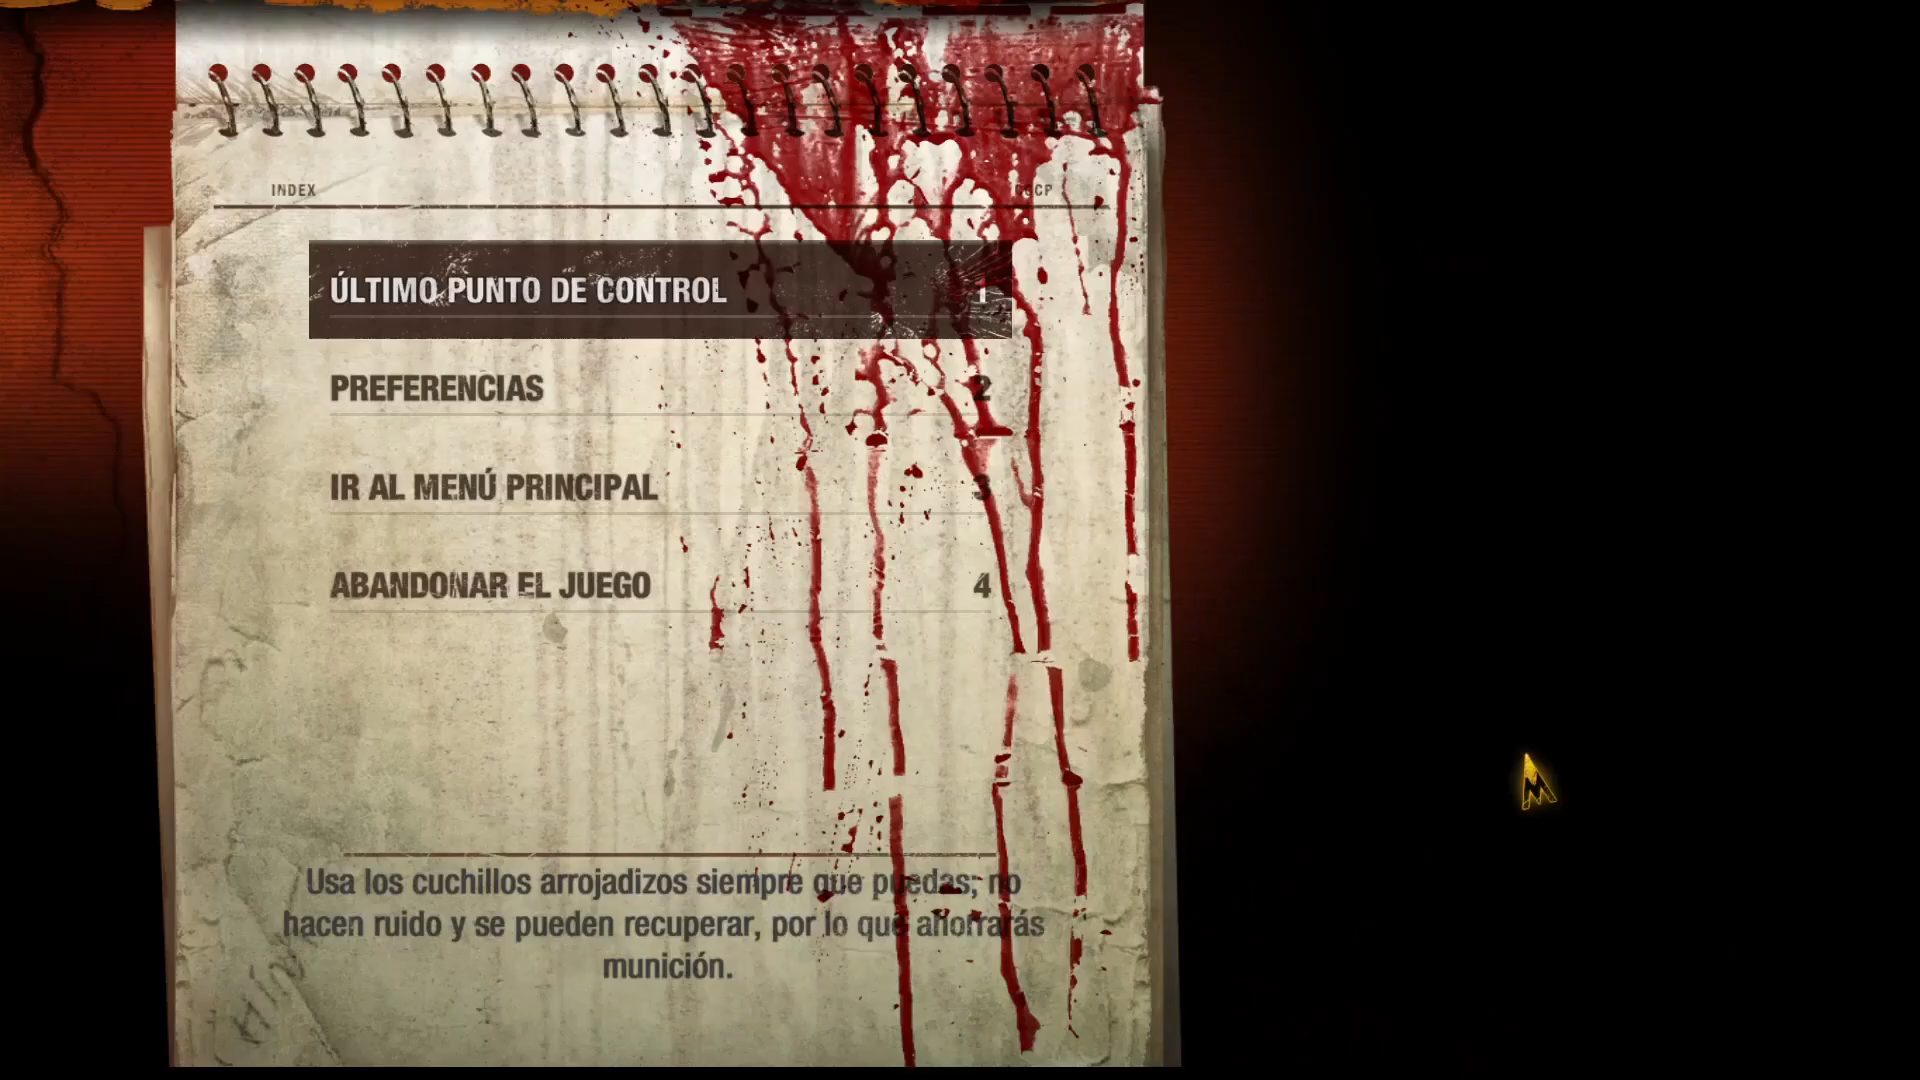 INDEX CCCP
ÚLTIMO PUNTO DE CONTROL 1
PREFERENCIAS 2
IR AL MENÚ PRINCIPAL 3
ABANDONAR EL JUEGO 4
Usa los cuchillos arrojadizos siempre que puedas; no
hacen ruido y se pueden recuperar, por lo que ahorrarás
munición.